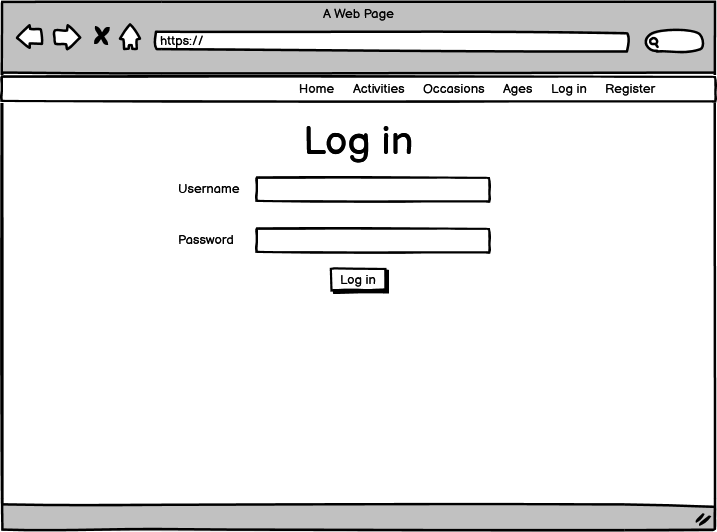 A Web Page
https://
Home Activities Occasions Ages Log in Register
Log in
Username
Password
Log in